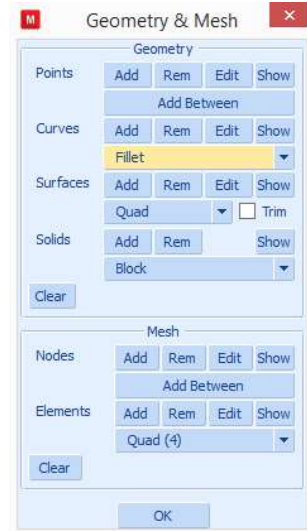 M Geometry & Mesh ×
Geometry
Points Add Rem Edit Show
Add Between
Curves Add Rem Edit Show
Fillet
Surfaces Add Rem Edit Show
Quad Trim
Solids Add Rem Show
Block
Clear
Mesh
Nodes Add Rem Edit Show
Add Between
Elements Add Rem Edit Show
Quad (4)
Clear
OK